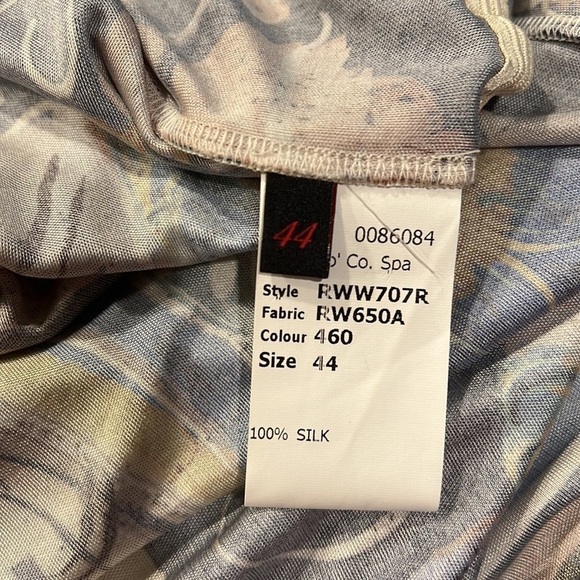 44
0086084
Co. Spa
Style RWW707R
Fabric RW650A
Colour 460
Size 44
100% SILK